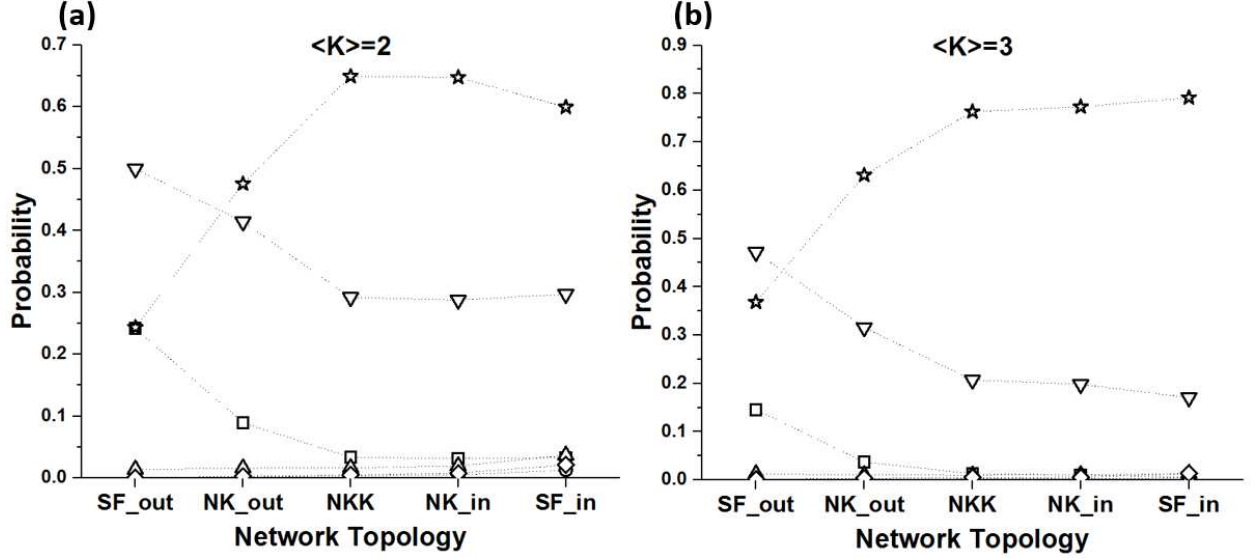 (a)
<K>=2
0.7
0.6
0.5
0.4
0.3
0.2
0.1
0.0
Probability
SF_out NK_out NKK NK_in SF_in
Network Topology
(b)
<K>=3
0.9
0.8
0.7
0.6
0.5
0.4
0.3
0.2
0.1
0.0
Probability
SF_out NK_out NKK NK_in SF_in
Network Topology